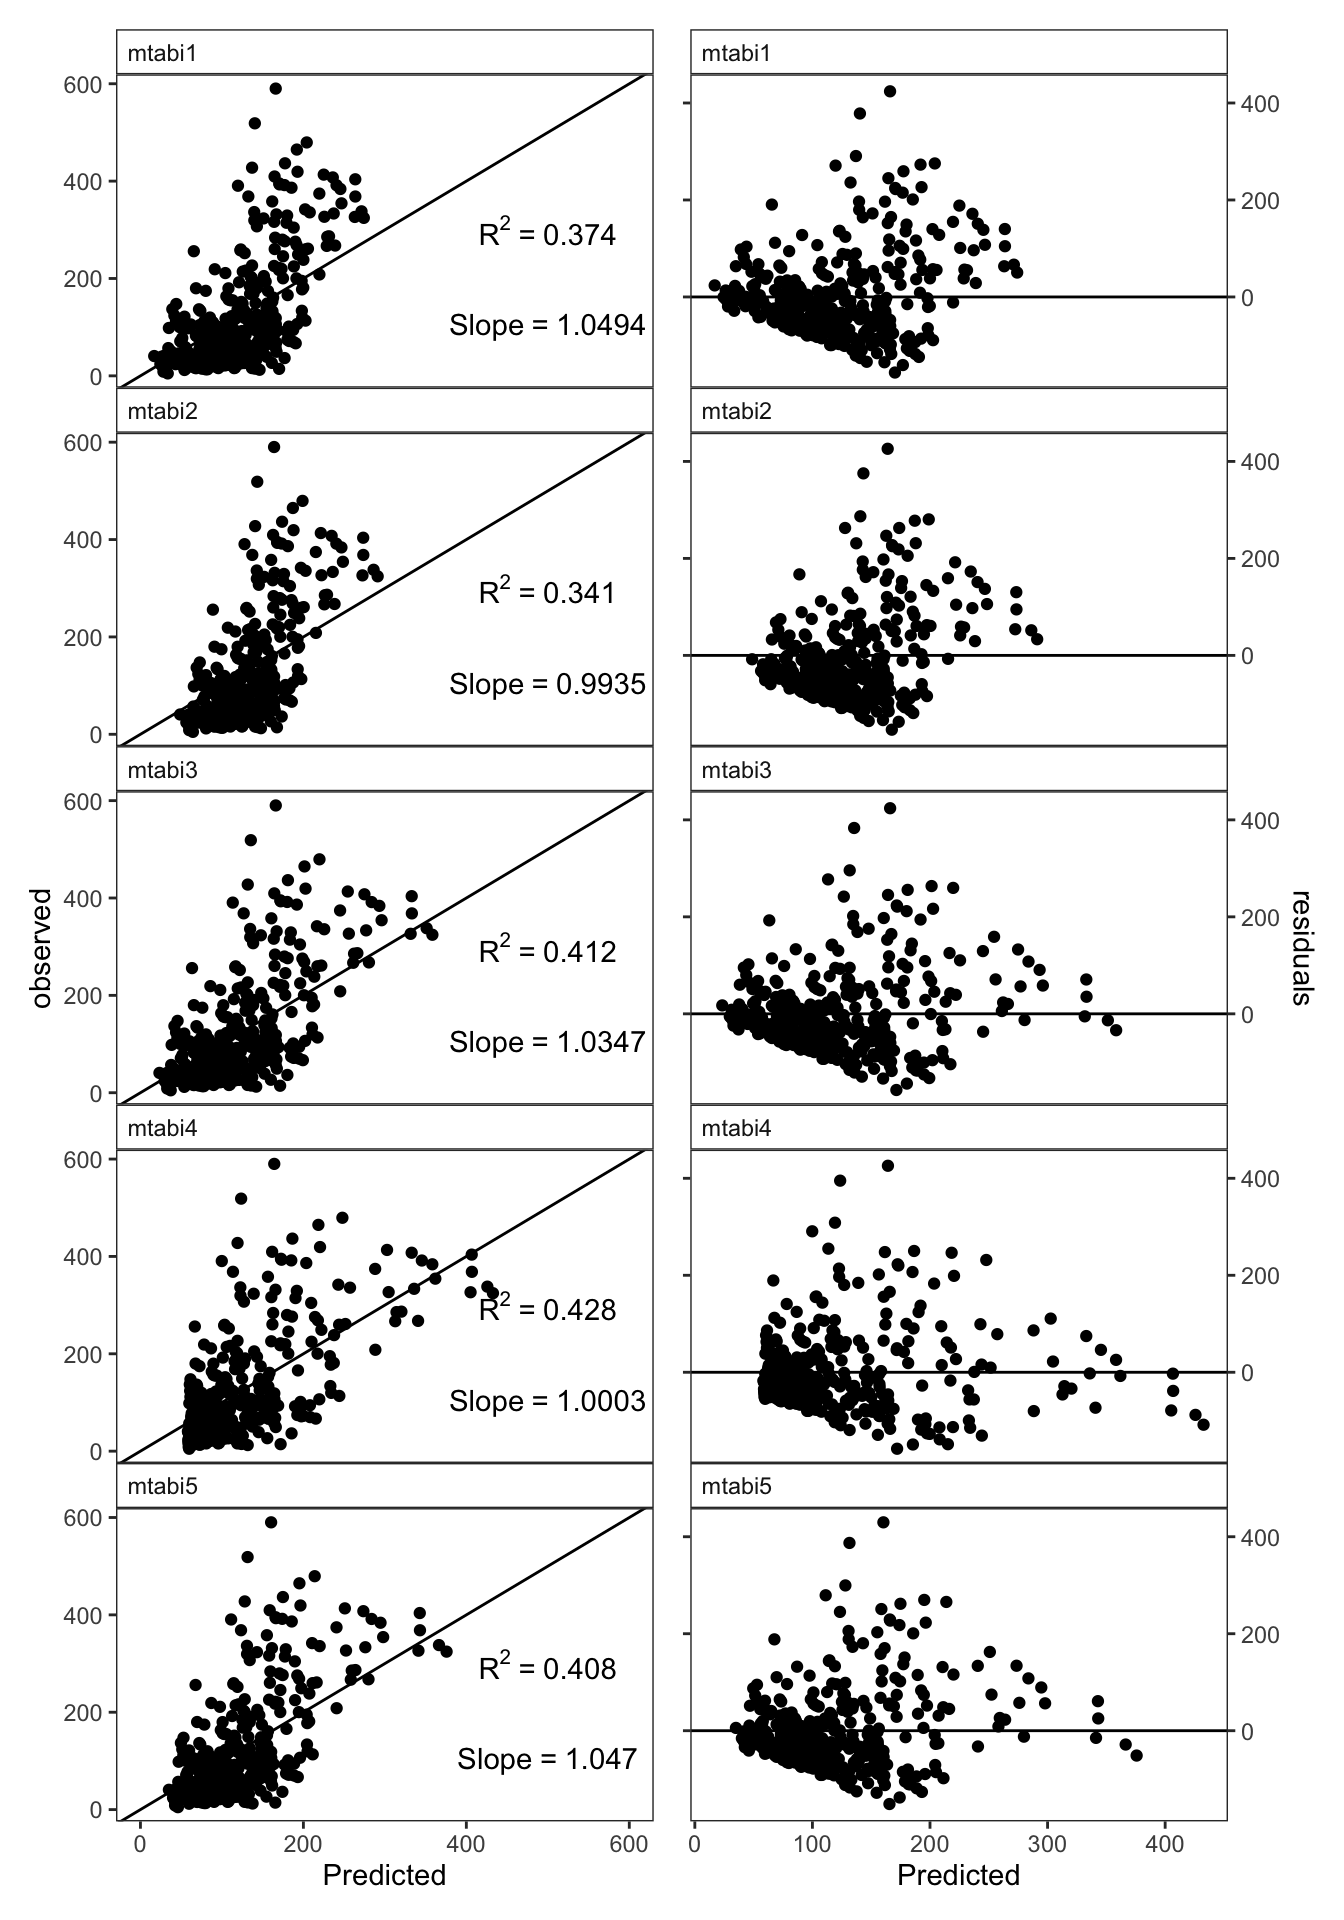 mtabi1
mtabi1
600
400
200
0
R2 = 0.374
Slope = 1.0494
400
200
0
mtabi2
mtabi2
600
400
200
0
R2 = 0.341
Slope = 0.9935
400
200
0
mtabi3
mtabi3
600
400
200
0
R2 = 0.412
Slope = 1.0347
400
200
0
observed
residuals
mtabi4
mtabi4
600
400
200
0
R2 = 0.428
Slope = 1.0003
400
200
0
mtabi5
mtabi5
600
400
200
0
R2 = 0.408
Slope = 1.047
400
200
0
0 200 400 600
0 100 200 300 400
Predicted
Predicted